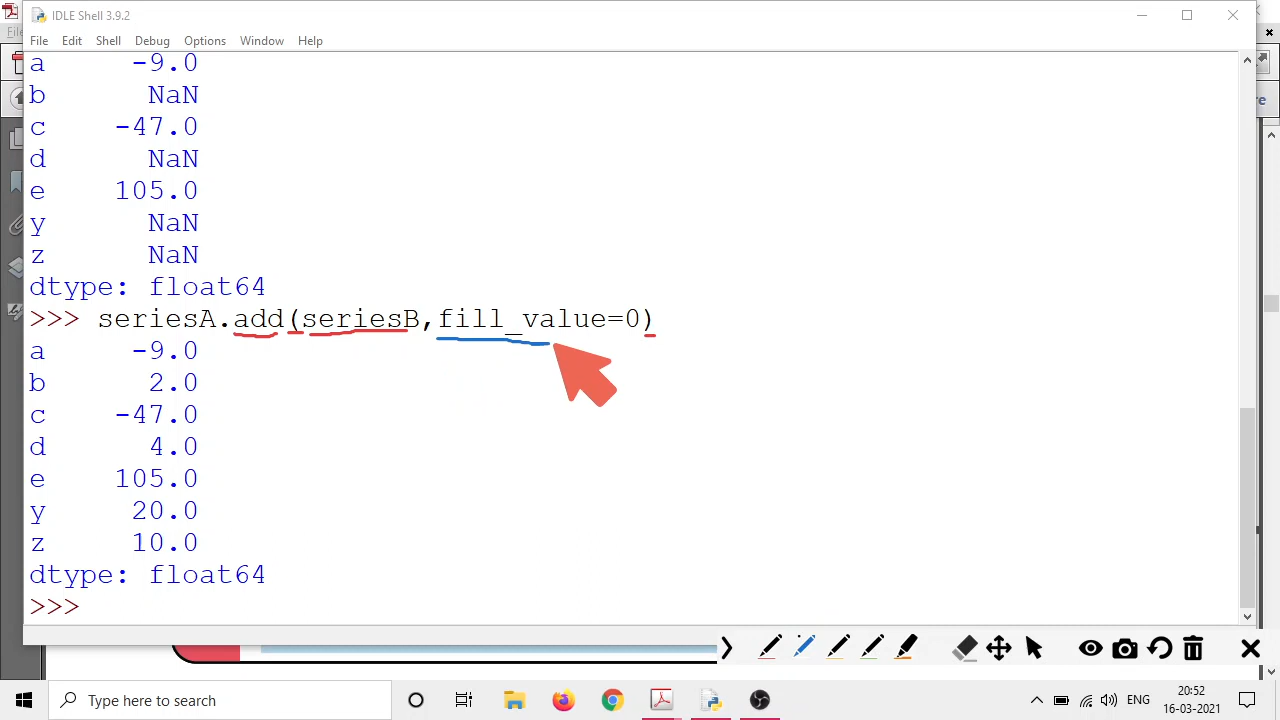 IDLE Shell 3.9.2
File Edit Shell Debug Options Window Help
a -9.0
b NaN
c -47.0
d NaN
e 105.0
y NaN
z NaN
dtype: float64
>>> seriesA.add(seriesB,fill_value=0)
a -9.0
b 2.0
c -47.0
d 4.0
e 105.0
y 20.0
z 10.0
dtype: float64
>>>
Type here to search
ENG
20:52
16-03-2021